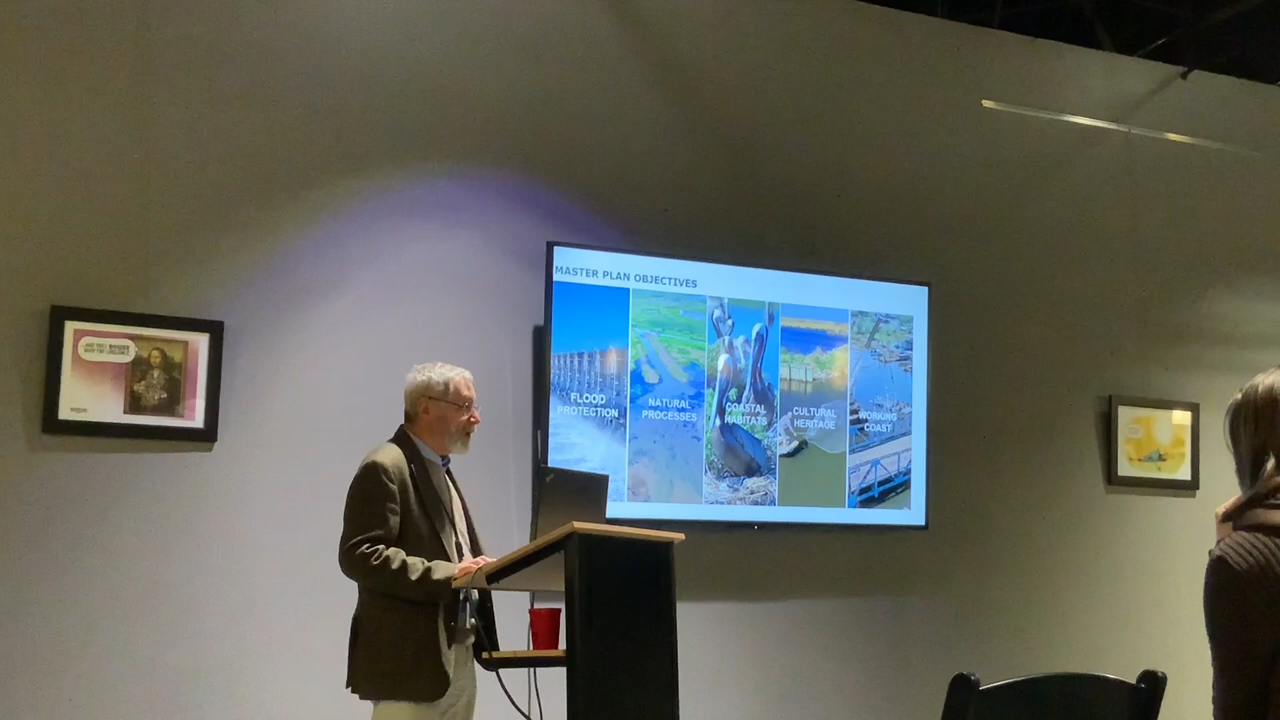 MASTER PLAN OBJECTIVES
FLOOD
PROTECTION
NATURAL
PROCESSES
COASTAL
HABITATS
CULTURAL
HERITAGE
WORKING
COAST